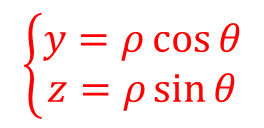 y = ρ cos θ
z = ρ sin θ